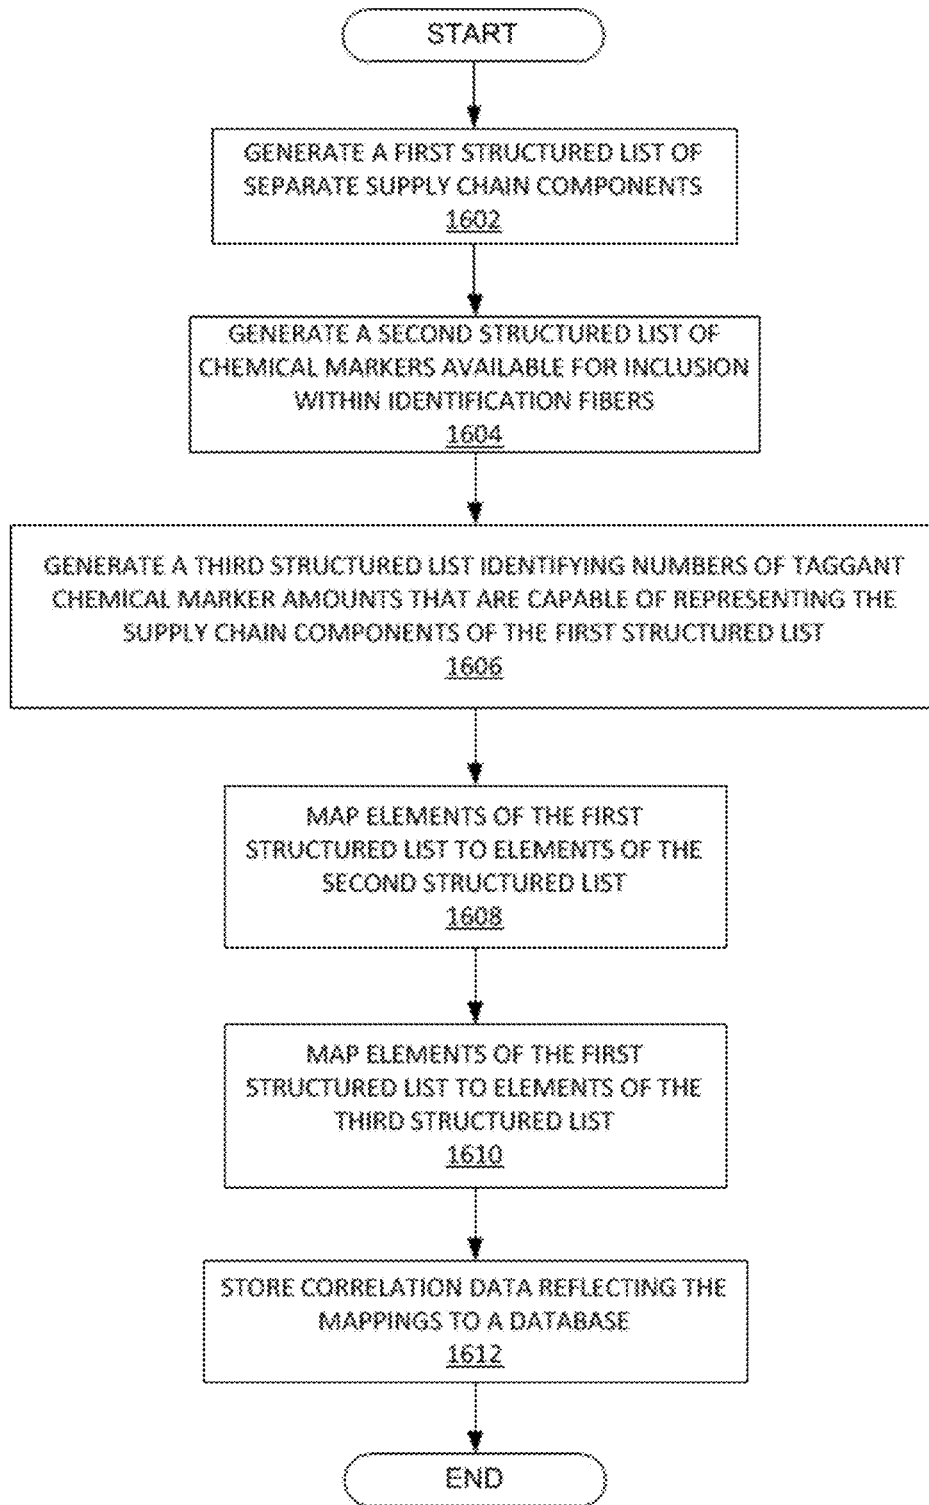 START
GENERATE A FIRST STRUCTURED LIST OF
SEPARATE SUPPLY CHAIN COMPONENTS
1602
GENERATE A SECOND STRUCTURED LIST OF
CHEMICAL MARKERS AVAILABLE FOR INCLUSION
WITHIN IDENTIFICATION FIBERS
1604
GENERATE A THIRD STRUCTURED LIST IDENTIFYING NUMBERS OF TAGGANT
CHEMICAL MARKER AMOUNTS THAT ARE CAPABLE OF REPRESENTING THE
SUPPLY CHAIN COMPONENTS OF THE FIRST STRUCTURED LIST
1606
MAP ELEMENTS OF THE FIRST
STRUCTURED LIST TO ELEMENTS OF THE
SECOND STRUCTURED LIST
1608
MAP ELEMENTS OF THE FIRST
STRUCTURED LIST TO ELEMENTS OF THE
THIRD STRUCTURED LIST
1610
STORE CORRELATION DATA REFLECTING THE
MAPPINGS TO A DATABASE
1612
END